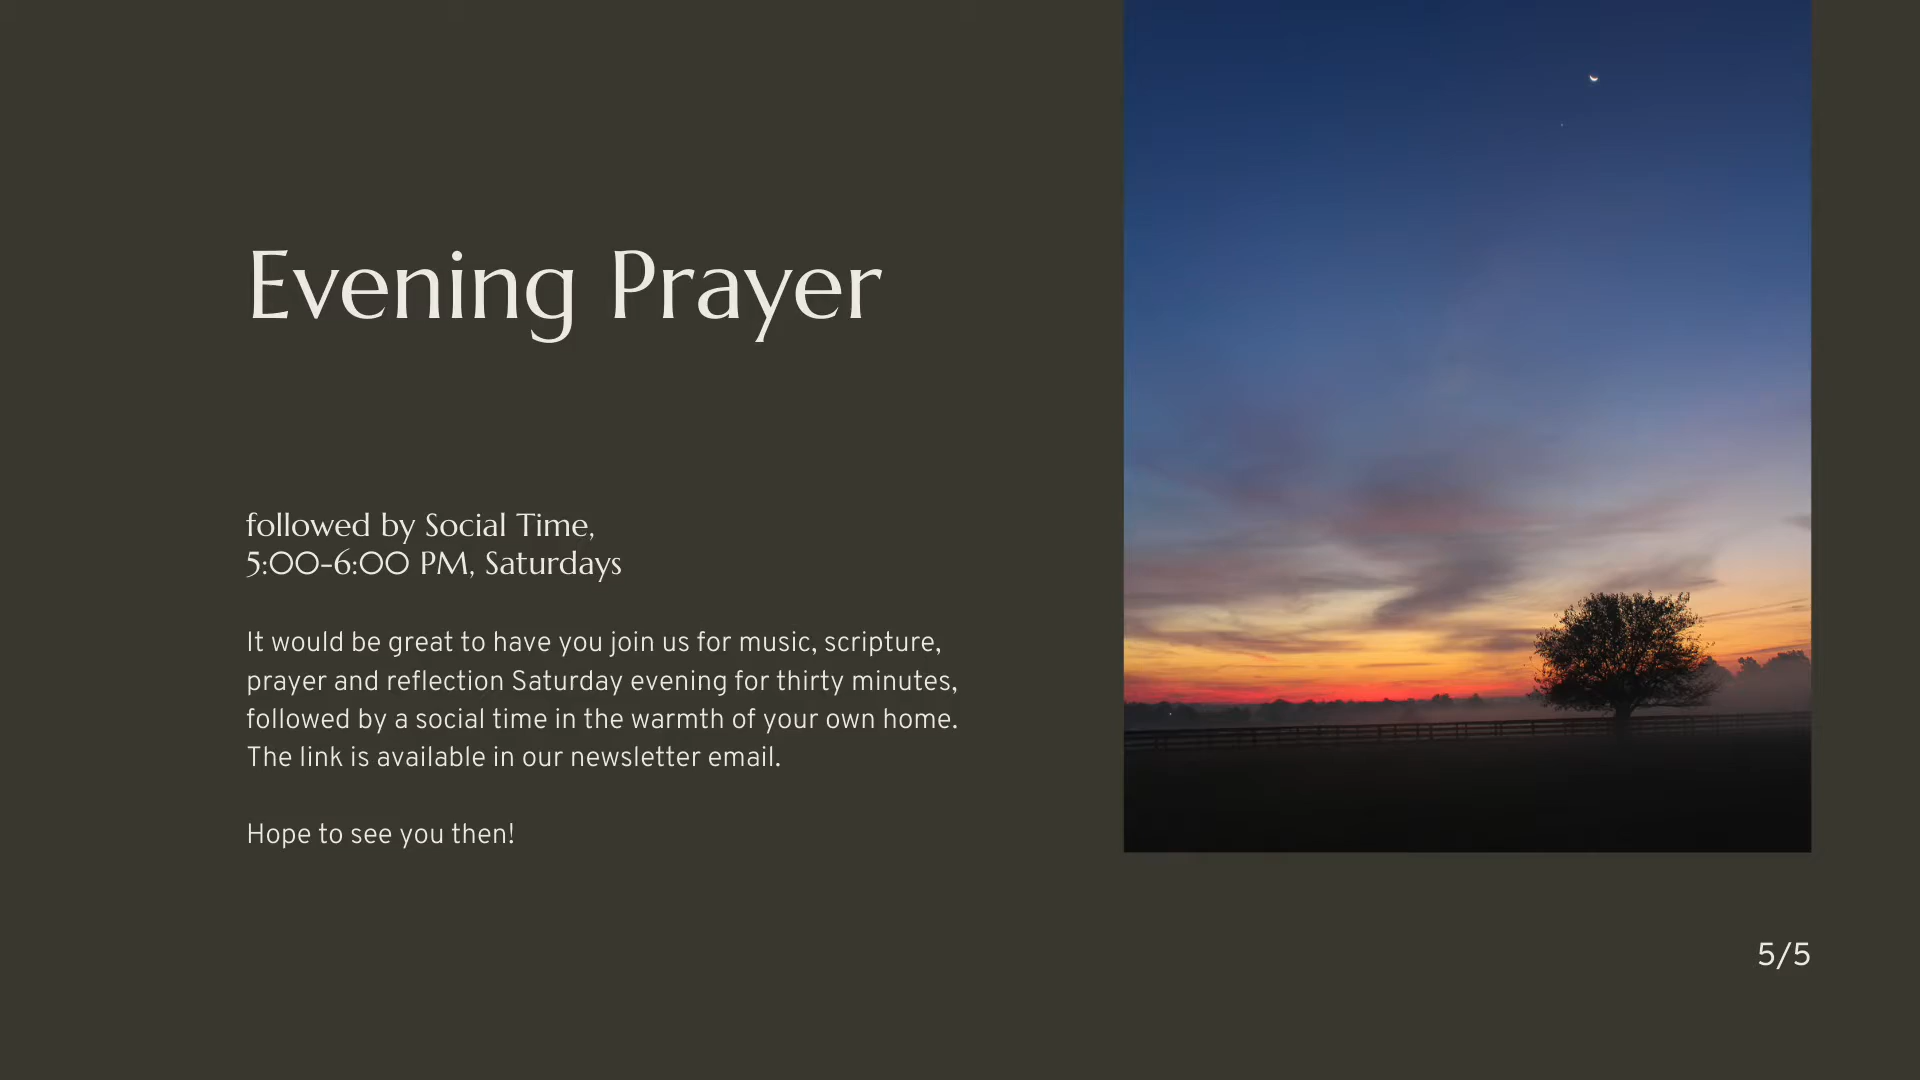 Evening Prayer
followed by Social Time,
5:00-6:00 PM, Saturdays
It would be great to have you join us for music, scripture,
prayer and reflection Saturday evening for thirty minutes,
followed by a social time in the warmth of your own home.
The link is available in our newsletter email.
Hope to see you then!
5/5